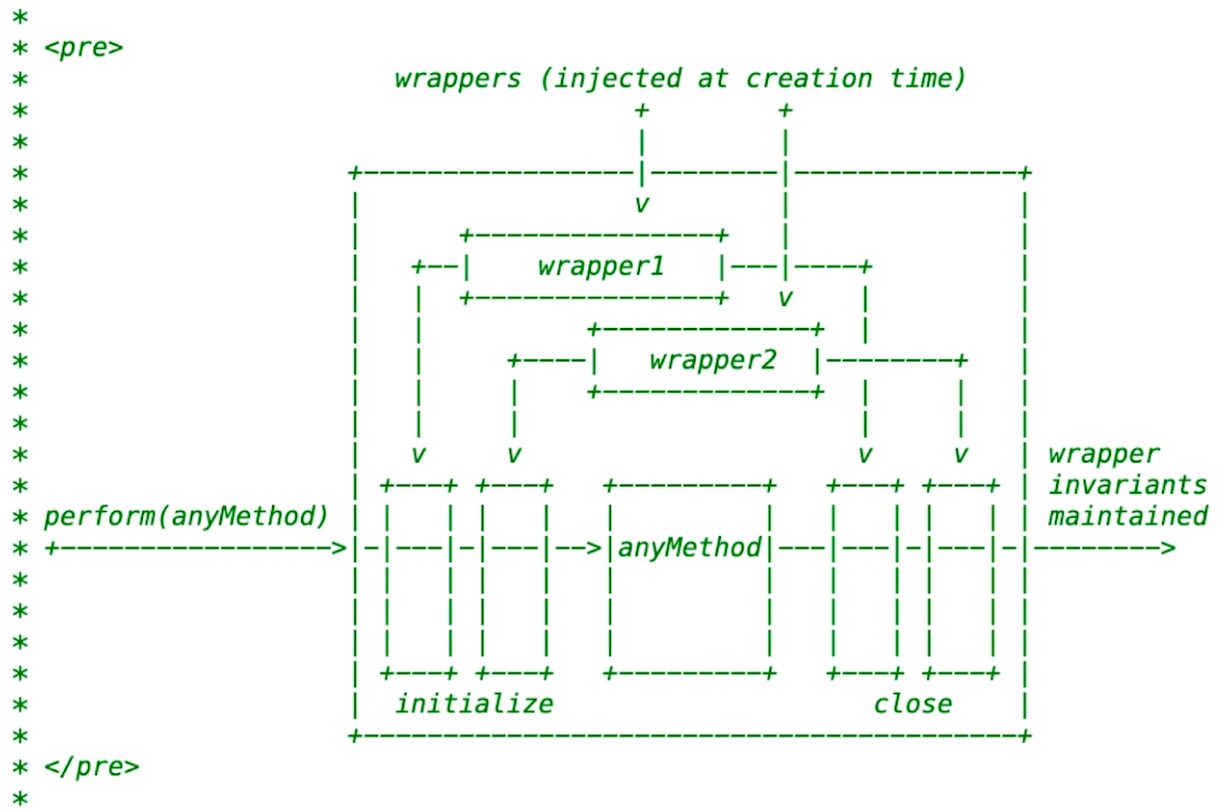 *
* <pre>
*                                              wrappers (injected at creation time)
*                                                             +        +
*                                                             |        |
*                                           +-----------------|--------|--------------+
*                                           |                 v        |              |
*                                           |      +---------------+   |              |
*                                           |   +--|    wrapper1   |---|----+         |
*                                           |   |  +---------------+   v    |         |
*                                           |   |          +-------------+  |         |
*                                           |   |     +----|   wrapper2  |--------+   |
*                                           |   |     |    +-------------+  |     |   |
*                                           |   |     |                     |     |   |
*                                           |   v     v                     v     v   | wrapper
*                                           | +---+ +---+   +---------+   +---+ +---+ | invariants
* perform(anyMethod)                        | |   | |   |   |         |   |   | |   | | maintained
* +----------------->|-|---|-|---|-->|anyMethod|---|---|-|---|-|-------->
*                                           | |   | |   |   |         |   |   | |   | |
*                                           | |   | |   |   |         |   |   | |   | |
*                                           | |   | |   |   |         |   |   | |   | |
*                                           | +---+ +---+   +---------+   +---+ +---+ |
*                                           |  initialize                    close    |
*                                           +-----------------------------------------+
* </pre>
*